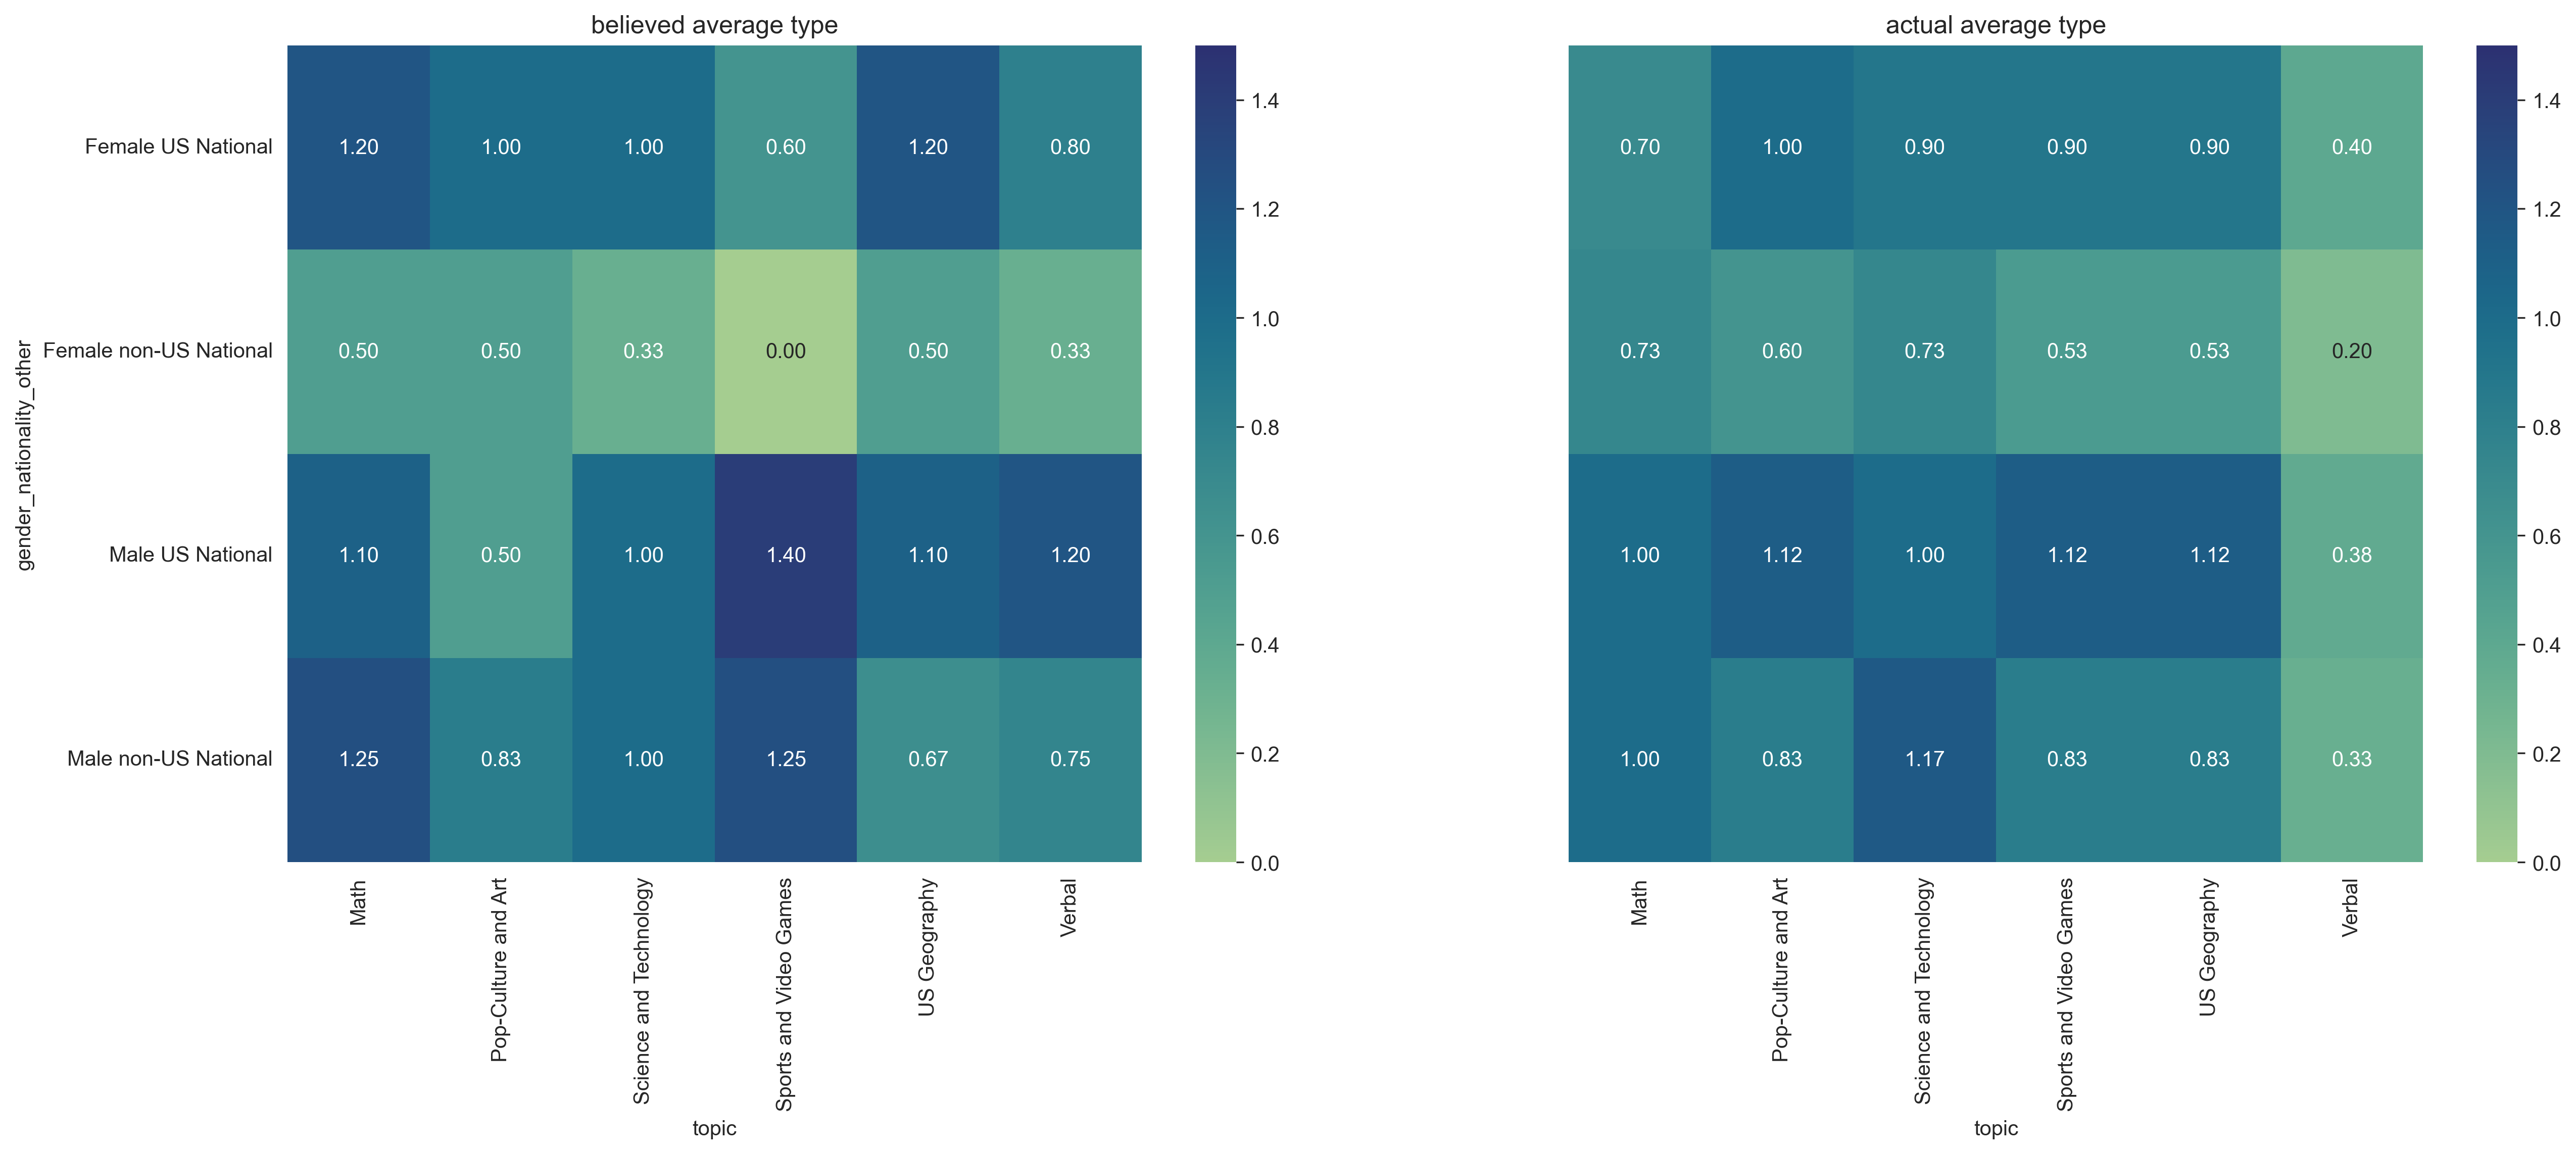 believed average type
gender_nationality_other
Female US National
Female non-US National
Male US National
Male non-US National
1.20 1.00 1.00 0.60 1.20 0.80
0.50 0.50 0.33 0.00 0.50 0.33
1.10 0.50 1.00 1.40 1.10 1.20
1.25 0.83 1.00 1.25 0.67 0.75
Math
Pop-Culture and Art
Science and Technology
Sports and Video Games
US Geography
Verbal
topic
1.4
1.2
1.0
0.8
0.6
0.4
0.2
0.0
actual average type
0.70 1.00 0.90 0.90 0.90 0.40
0.73 0.60 0.73 0.53 0.53 0.20
1.00 1.12 1.00 1.12 1.12 0.38
1.00 0.83 1.17 0.83 0.83 0.33
Math
Pop-Culture and Art
Science and Technology
Sports and Video Games
US Geography
Verbal
topic
1.4
1.2
1.0
0.8
0.6
0.4
0.2
0.0